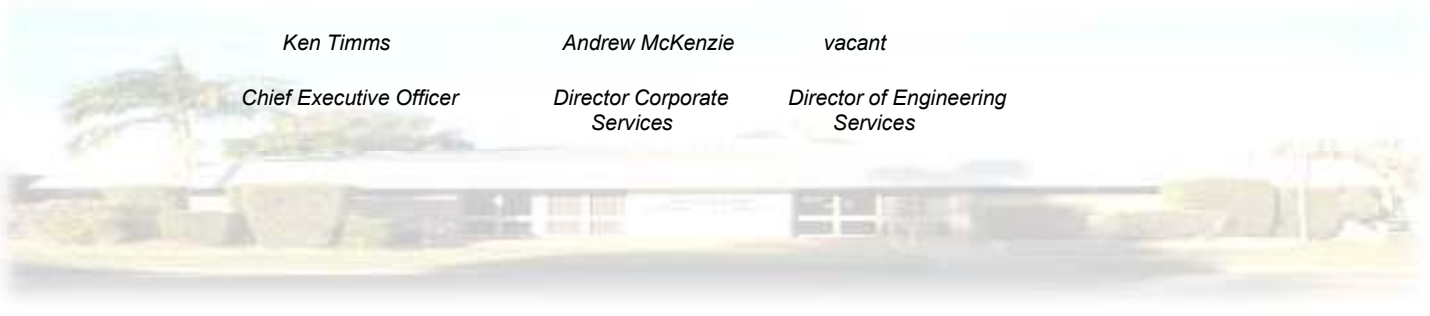 Ken Timms Andrew McKenzie vacant
Chief Executive Officer Director Corporate Director of Engineering
Services Services